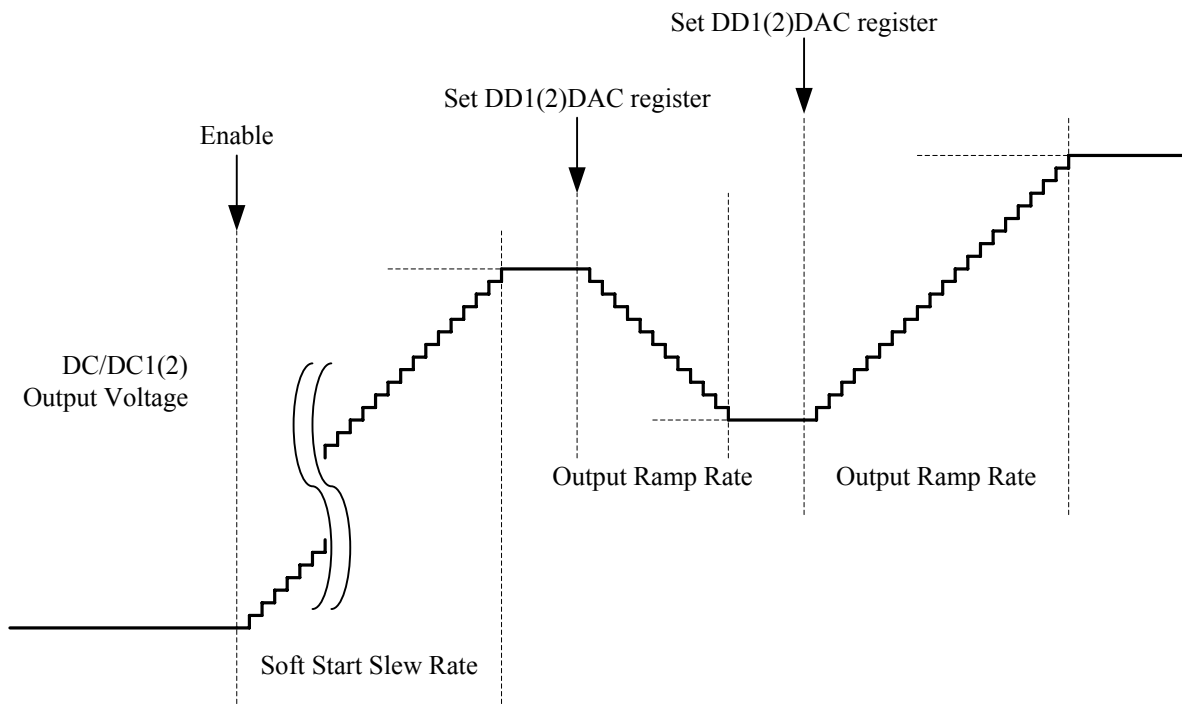 Set DD1(2)DAC register
Set DD1(2)DAC register
Enable
DC/DC1(2)
Output Voltage
Output Ramp Rate
Output Ramp Rate
Soft Start Slew Rate